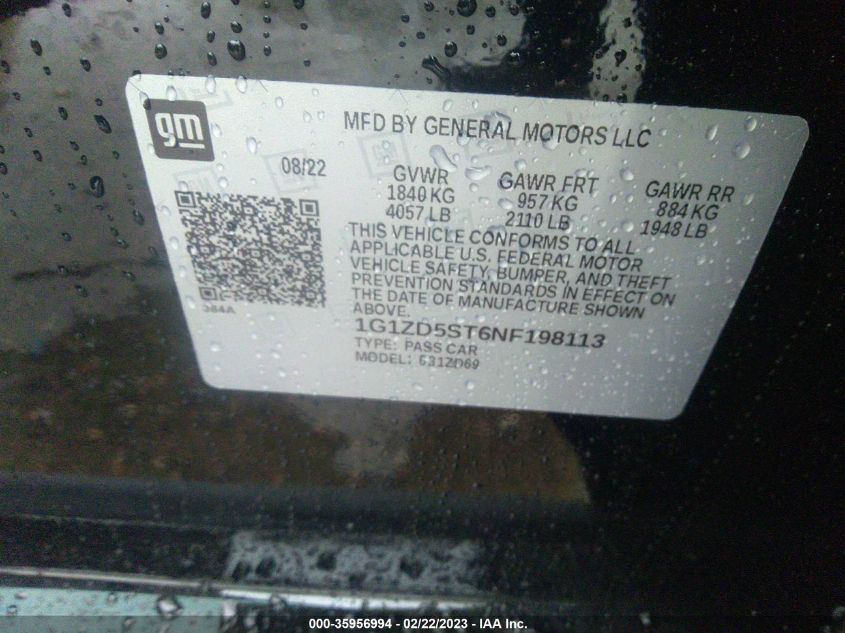 gm
MFD BY GENERAL MOTORS LLC
08/22
GVWR
1840 KG
4057 LB
GAWR FRT
957 KG
2110 LB
GAWR RR
884 KG
1948 LB
THIS VEHICLE CONFORMS TO ALL
APPLICABLE U.S. FEDERAL MOTOR
VEHICLE SAFETY, BUMPER, AND THEFT
PREVENTION STANDARDS IN EFFECT ON
THE DATE OF MANUFACTURE SHOWN
ABOVE.
384A
1G1ZD5ST6NF198113
TYPE: PASS CAR
MODEL:
000-35956994 - 02/22/2023 - IAA Inc.